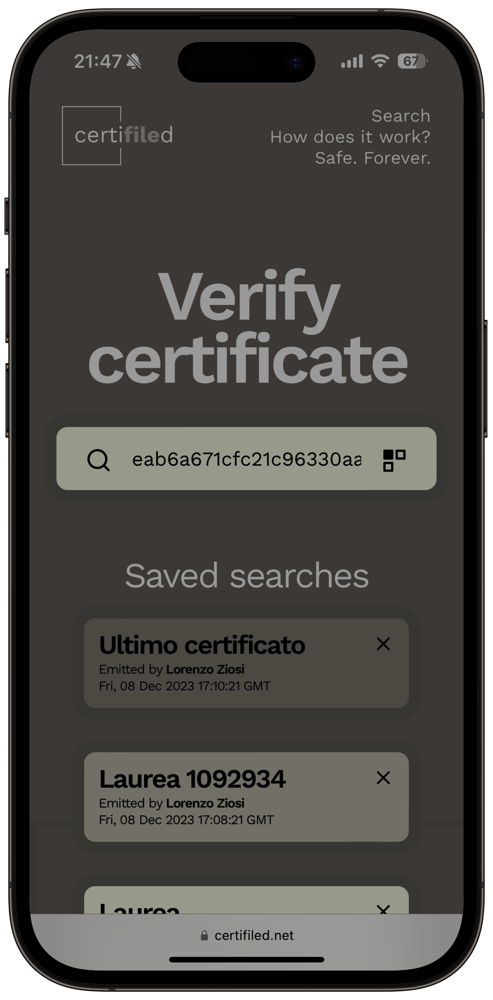 21:47
67
certifiled
Search
How does it work?
Safe. Forever.
Verify
certificate
eab6a671cfc21c96330aa
Saved searches
Ultimo certificato
Emitted by Lorenzo Ziosi
Fri, 08 Dec 2023 17:10:21 GMT
Laurea 1092934
Emitted by Lorenzo Ziosi
Fri, 08 Dec 2023 17:08:21 GMT
Laurea
certifiled.net